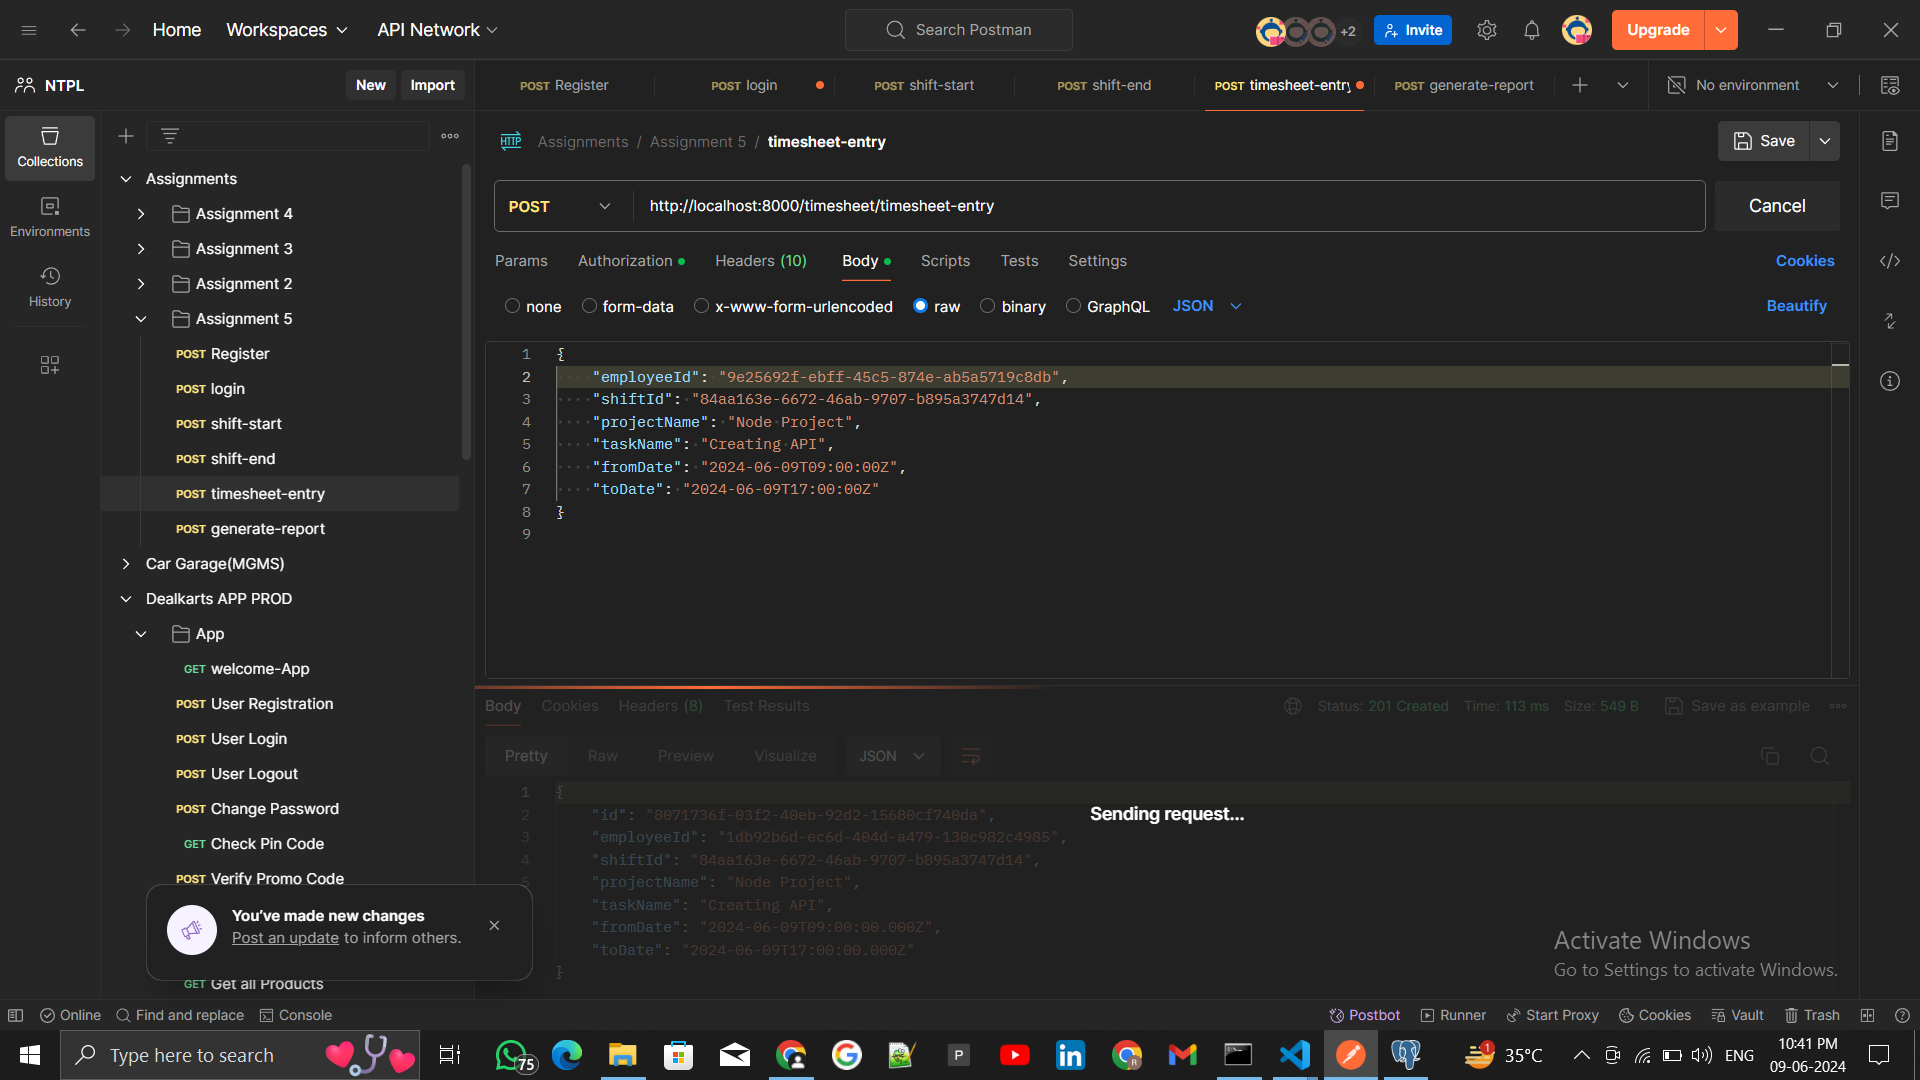 Home Workspaces API Network Search Postman +2 Invite Upgrade
NTPL New Import POST Register POST login POST shift-start POST shift-end POST timesheet-entry POST generate-report No environment
Collections
Environments
History
Assignments
Assignment 4
Assignment 3
Assignment 2
Assignment 5
POST Register
POST login
POST shift-start
POST shift-end
POST timesheet-entry
POST generate-report
Car Garage(MGMS)
Dealkarts APP PROD
App
GET welcome-App
POST User Registration
POST User Login
POST User Logout
POST Change Password
GET Check Pin Code
POST Verify Promo Code
You've made new changes
Post an update to inform others.
GET Get all Products
HTTP Assignments / Assignment 5 / timesheet-entry Save
POST http://localhost:8000/timesheet/timesheet-entry Cancel
Params Authorization Headers (10) Body Scripts Tests Settings Cookies
none form-data x-www-form-urlencoded raw binary GraphQL JSON Beautify
1 {
2 "employeeId": "9e25692f-ebff-45c5-874e-ab5a5719c8db",
3 "shiftId": "84aa163e-6672-46ab-9707-b895a3747d14",
4 "projectName": "Node Project",
5 "taskName": "Creating API",
6 "fromDate": "2024-06-09T09:00:00Z",
7 "toDate": "2024-06-09T17:00:00Z"
8 }
9
Body Cookies Headers (8) Test Results Status: 201 Created Time: 113 ms Size: 549 B Save as example
Pretty Raw Preview Visualize JSON
1 {
2 "id": "8071736f-03f2-40eb-92d2-15680cf740da",
Sending request...
3 "employeeId": "1db92b6d-ec6d-404d-a479-130c982c4985",
4 "shiftId": "84aa163e-6672-46ab-9707-b895a3747d14",
5 "projectName": "Node Project",
"taskName": "Creating API",
"fromDate": "2024-06-09T09:00:00.000Z",
"toDate": "2024-06-09T17:00:00.000Z"
}
Activate Windows
Go to Settings to activate Windows.
Online Find and replace Console Postbot Runner Start Proxy Cookies Vault Trash
Type here to search 75 P R 1 35°C ENG 10:41 PM
09-06-2024